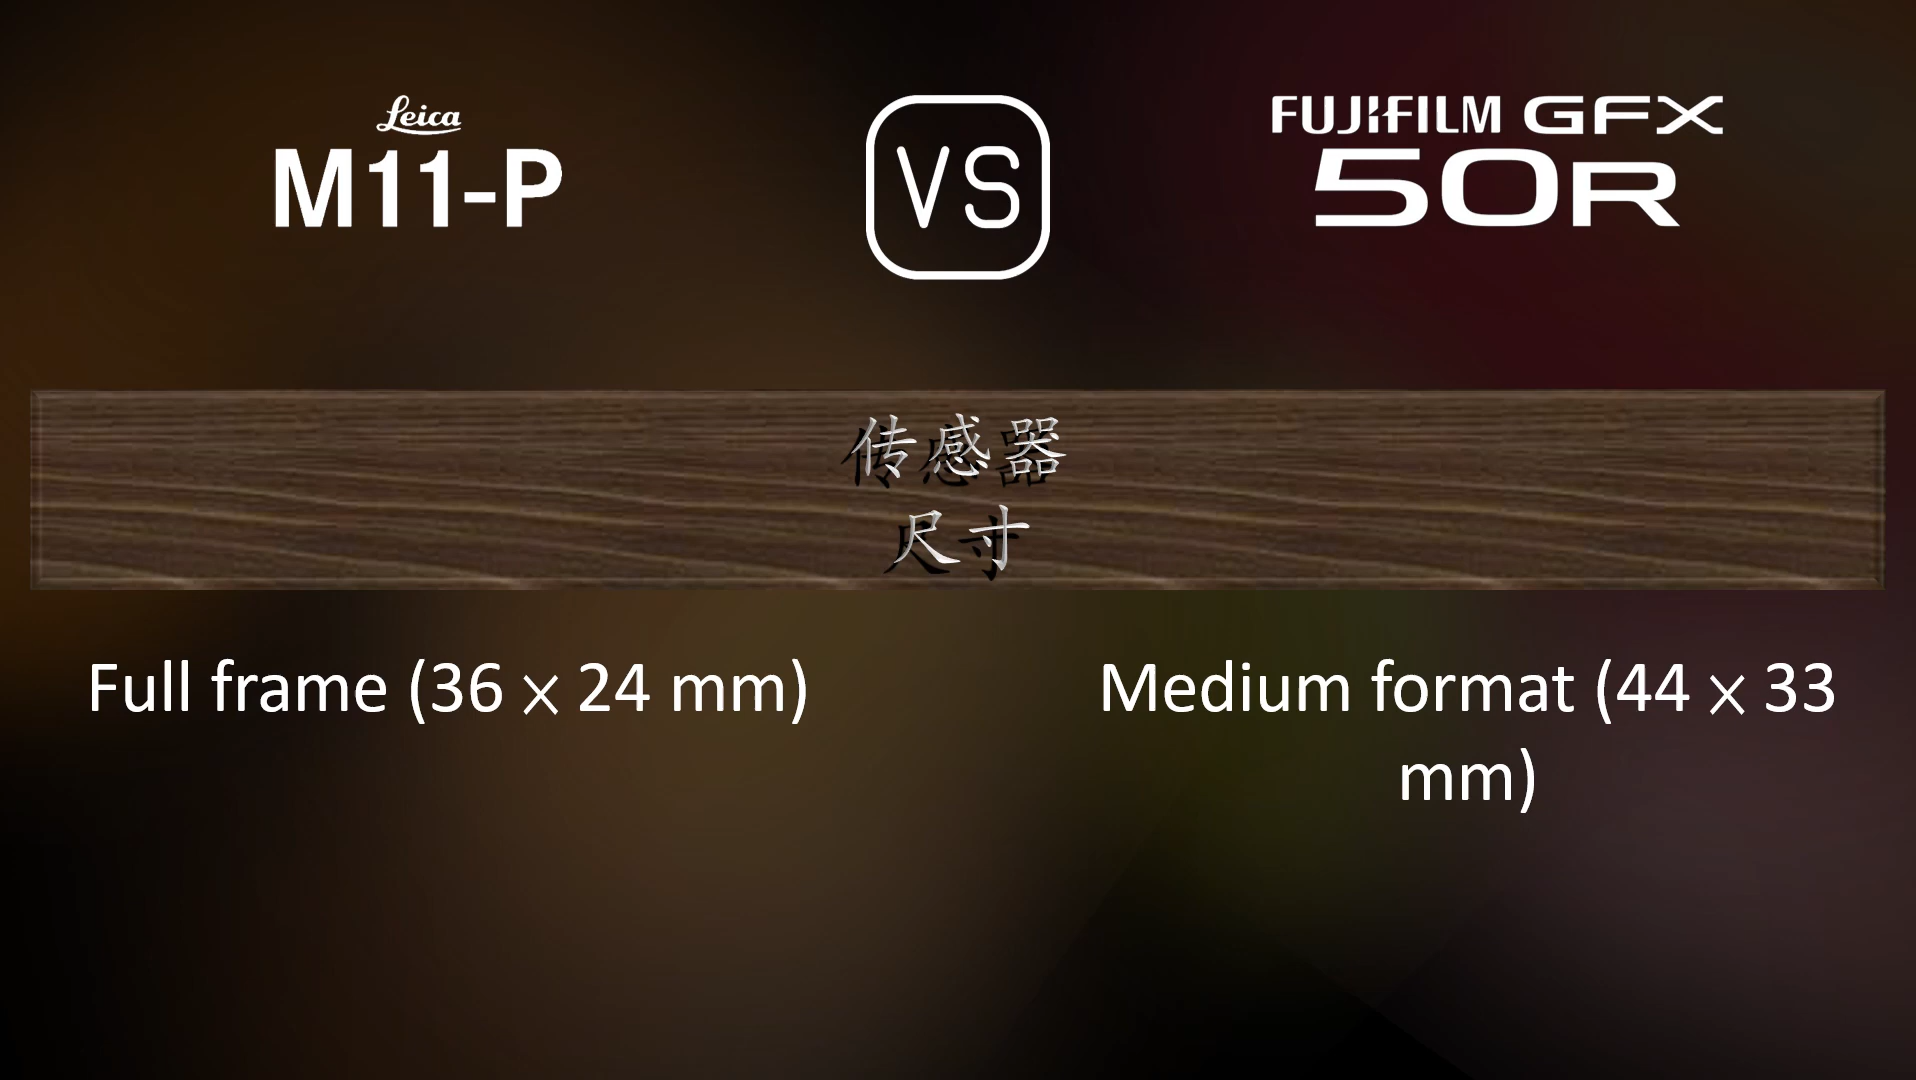 Leica
M11-P
VS
FUJIFILM GFX
50R
传感器
尺寸
Full frame (36 x 24 mm)
Medium format (44 x 33
mm)